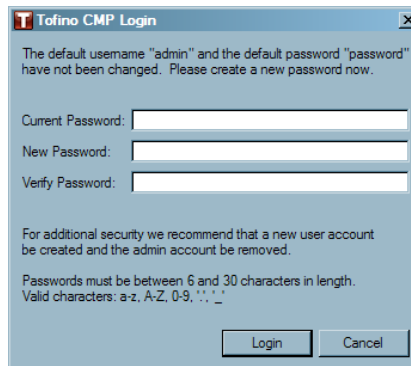 T Tofino CMP Login X
The default username "admin" and the default password "password"
have not been changed. Please create a new password now.
Current Password:
New Password:
Verify Password:
For additional security we recommend that a new user account
be created and the admin account be removed.
Passwords must be between 6 and 30 characters in length.
Valid characters: a-z, A-Z, 0-9, '.', '_'
Login Cancel